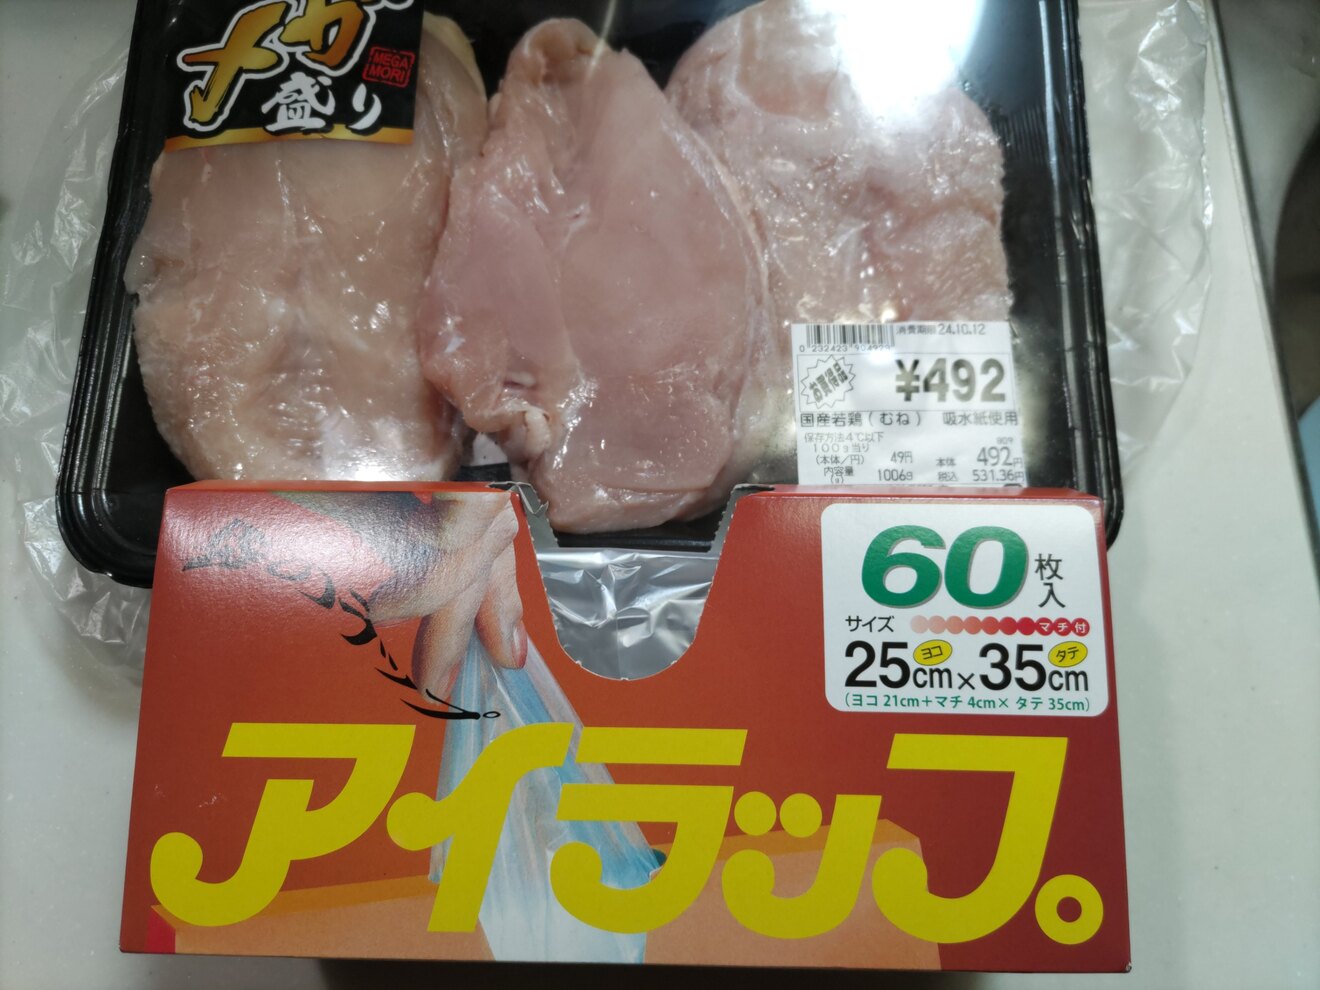 メガ
盛り
MEGA
MORI
消費期限 24.10.12
お買得品
¥492
国産若鶏(むね) 吸水紙使用
保存方法4℃以下
100g当り
(本体/円) 49円
本体 492円
内容量
(g) 1006g
税込 531.36円
60枚入
サイズ
マチ付
25cm×35cm
ヨコ
タテ
(ヨコ 21cm+マチ 4cm× タテ 35cm)
アイラップ。